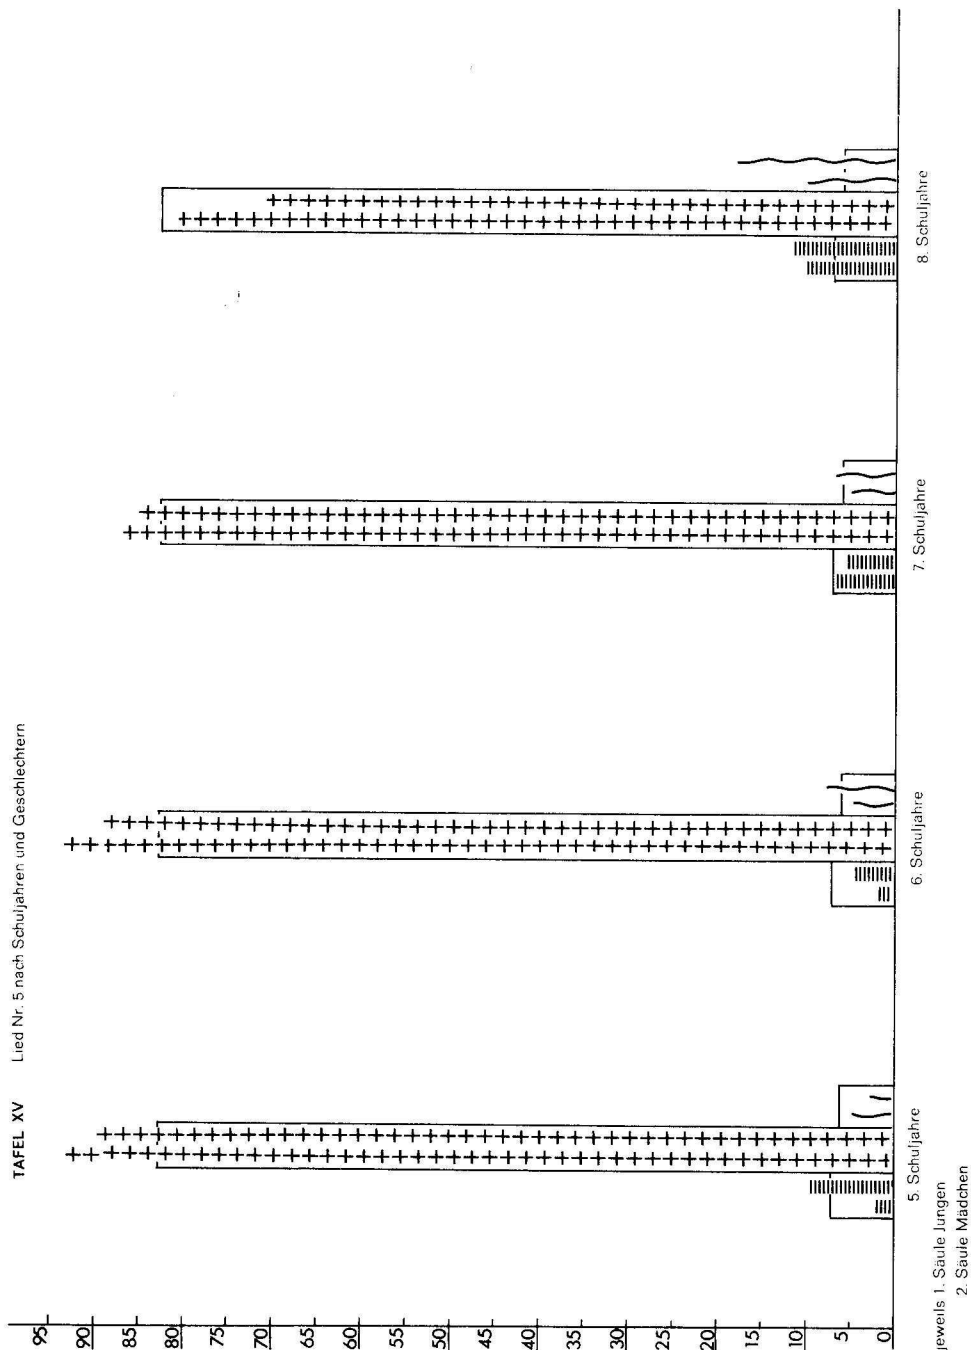 TAFEL XV Lied Nr. 5 nach Schuljahren und Geschlechtern
95
90
85
80
75
70
65
60
55
50
45
40
35
30
25
20
15
10
5
0
5. Schuljahre
6. Schuljahre
7. Schuljahre
8. Schuljahre
jeweils 1. Säule Jungen
2. Säule Mädchen